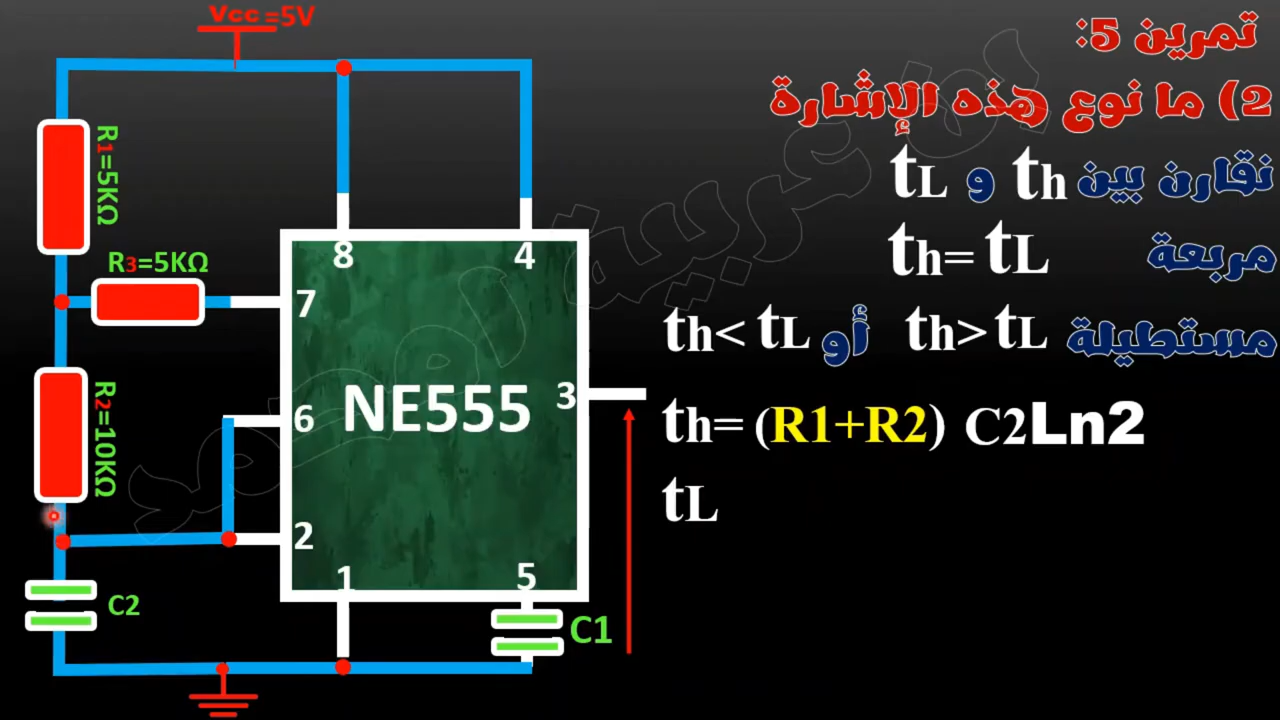 Vcc=5V
تمرين 5:
2) ما نوع هذه الإشارة
نقارن بين th و tL
مربعة th= tL
مستطيلة th> tL أو th< tL
th= (R1+R2) C2Ln2
tL
R1=5KΩ
R3=5KΩ
R2=10KΩ
8
4
7
6
NE555
3
2
1
5
C2
C1